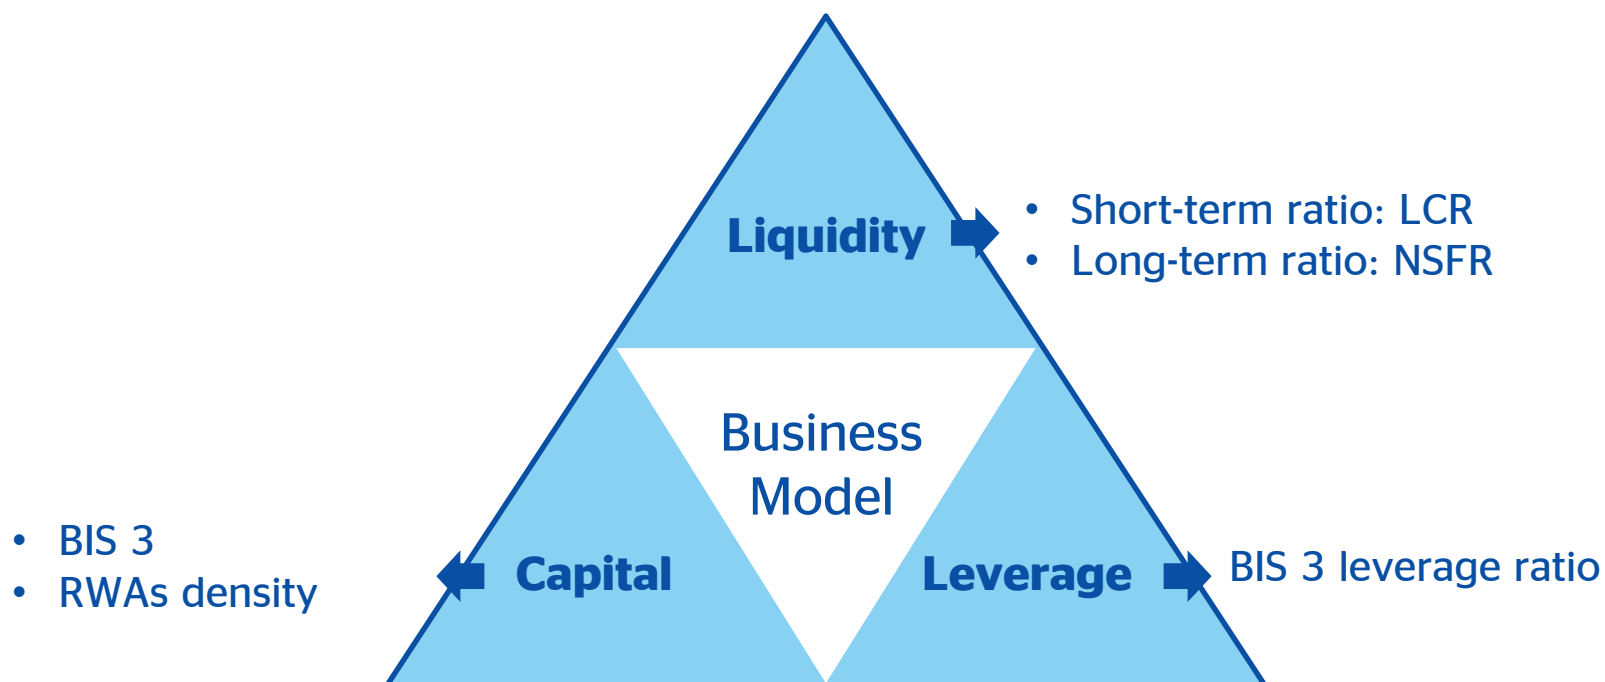 Liquidity
• Short-term ratio: LCR
• Long-term ratio: NSFR
Business
Model
• BIS 3
• RWAs density
Capital
Leverage
BIS 3 leverage ratio